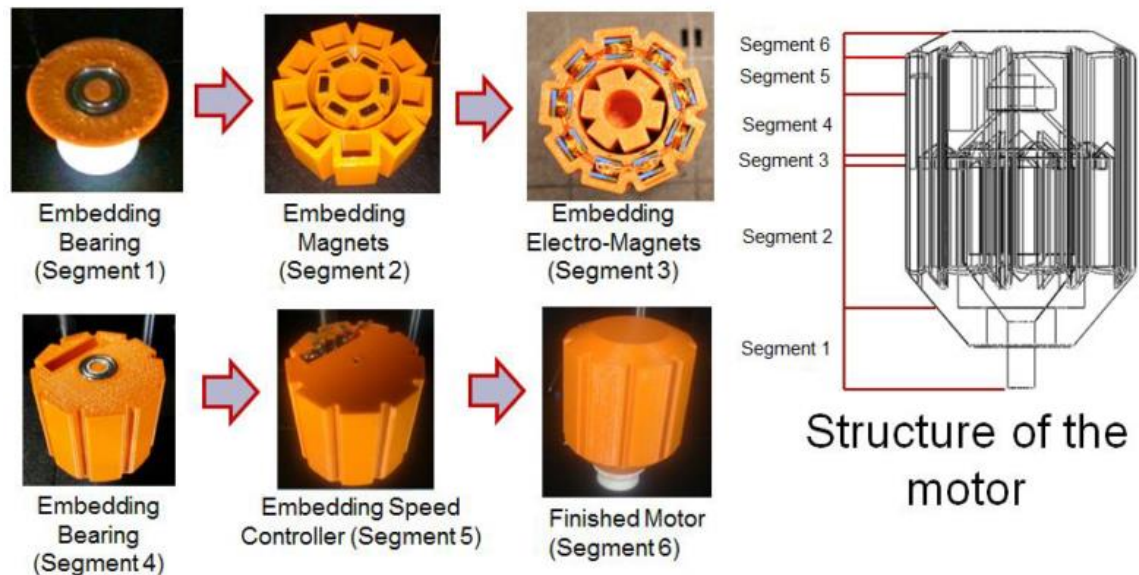 Embedding
Bearing
(Segment 1)
Embedding
Magnets
(Segment 2)
Embedding
Electro-Magnets
(Segment 3)
Embedding
Bearing
(Segment 4)
Embedding Speed
Controller (Segment 5)
Finished Motor
(Segment 6)
Segment 6
Segment 5
Segment 4
Segment 3
Segment 2
Segment 1
Structure of the
motor